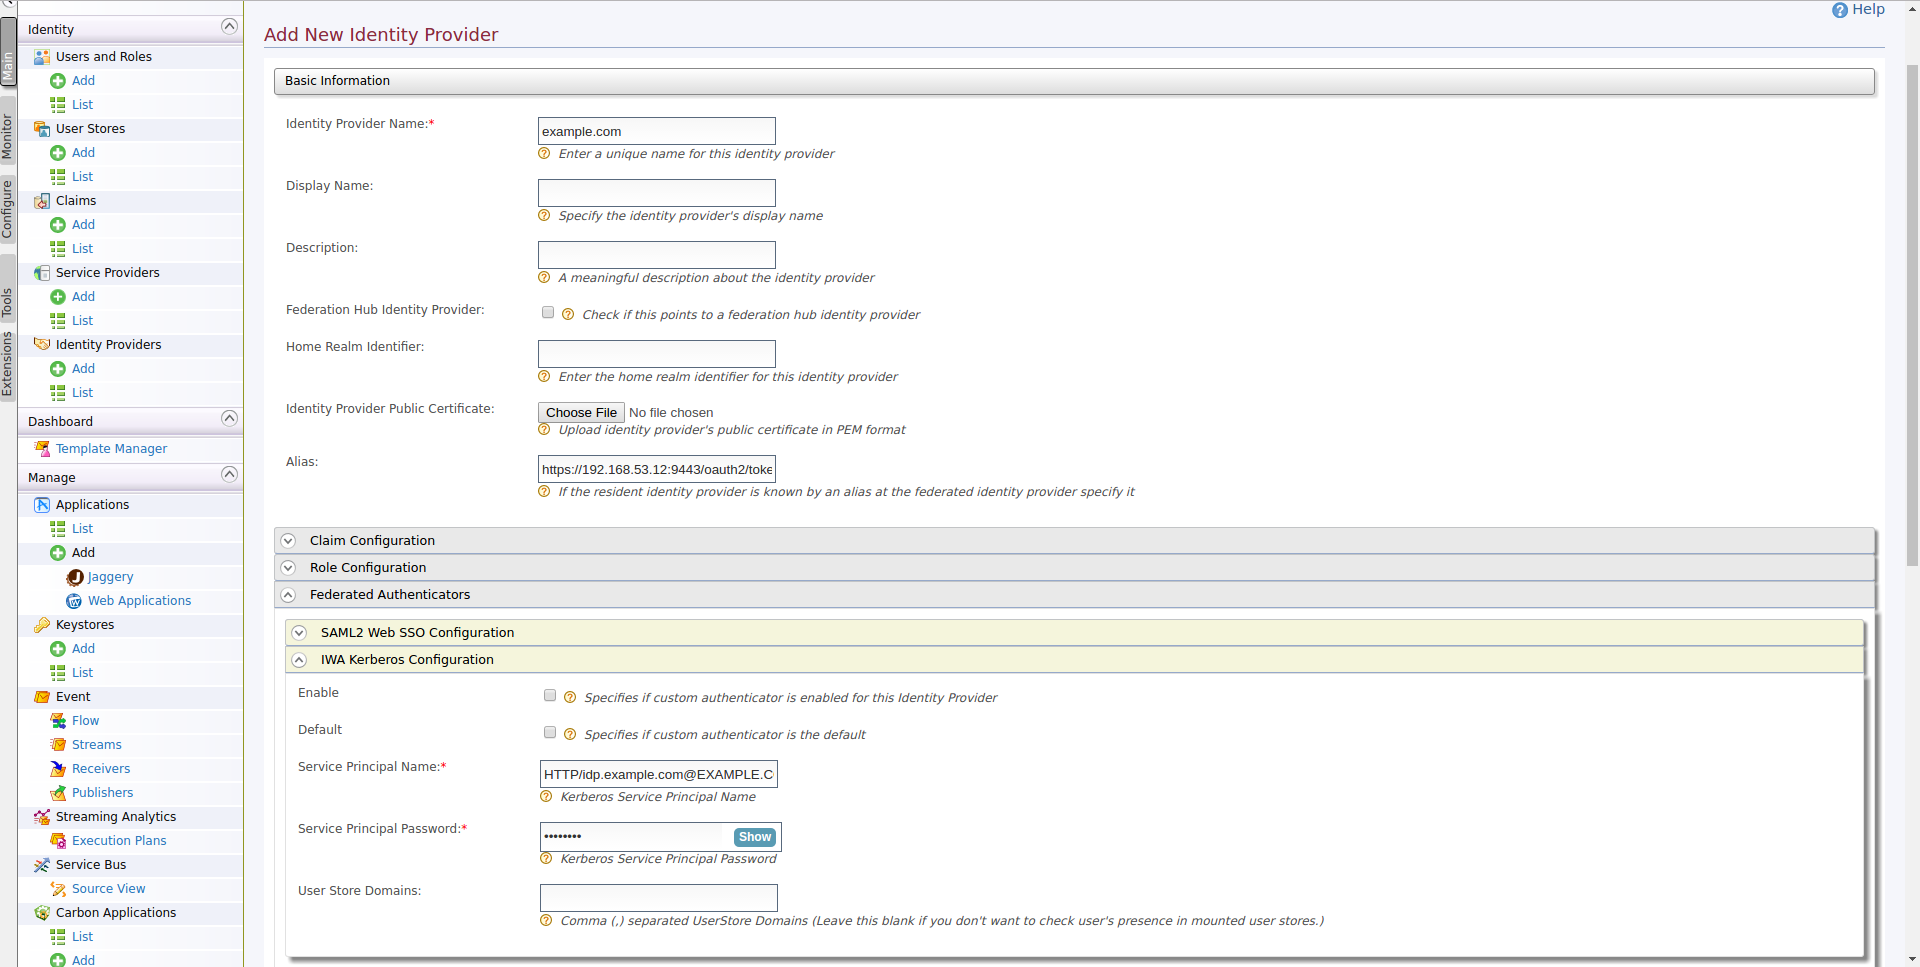 Help
Main
Monitor
Configure
Tools
Extensions
Identity
Users and Roles
Add
List
User Stores
Add
List
Claims
Add
List
Service Providers
Add
List
Identity Providers
Add
List
Dashboard
Template Manager
Manage
Applications
List
Add
Jaggery
Web Applications
Keystores
Add
List
Event
Flow
Streams
Receivers
Publishers
Streaming Analytics
Execution Plans
Service Bus
Source View
Carbon Applications
List
Add
Add New Identity Provider
Basic Information
Identity Provider Name:*
example.com
Enter a unique name for this identity provider
Display Name:
Specify the identity provider's display name
Description:
A meaningful description about the identity provider
Federation Hub Identity Provider:
Check if this points to a federation hub identity provider
Home Realm Identifier:
Enter the home realm identifier for this identity provider
Identity Provider Public Certificate:
Choose File No file chosen
Upload identity provider's public certificate in PEM format
Alias:
https://192.168.53.12:9443/oauth2/toke
If the resident identity provider is known by an alias at the federated identity provider specify it
Claim Configuration
Role Configuration
Federated Authenticators
SAML2 Web SSO Configuration
IWA Kerberos Configuration
Enable
Specifies if custom authenticator is enabled for this Identity Provider
Default
Specifies if custom authenticator is the default
Service Principal Name:*
HTTP/idp.example.com@EXAMPLE.C
Kerberos Service Principal Name
Service Principal Password:*
•••••••• Show
Kerberos Service Principal Password
User Store Domains:
Comma (,) separated UserStore Domains (Leave this blank if you don't want to check user's presence in mounted user stores.)